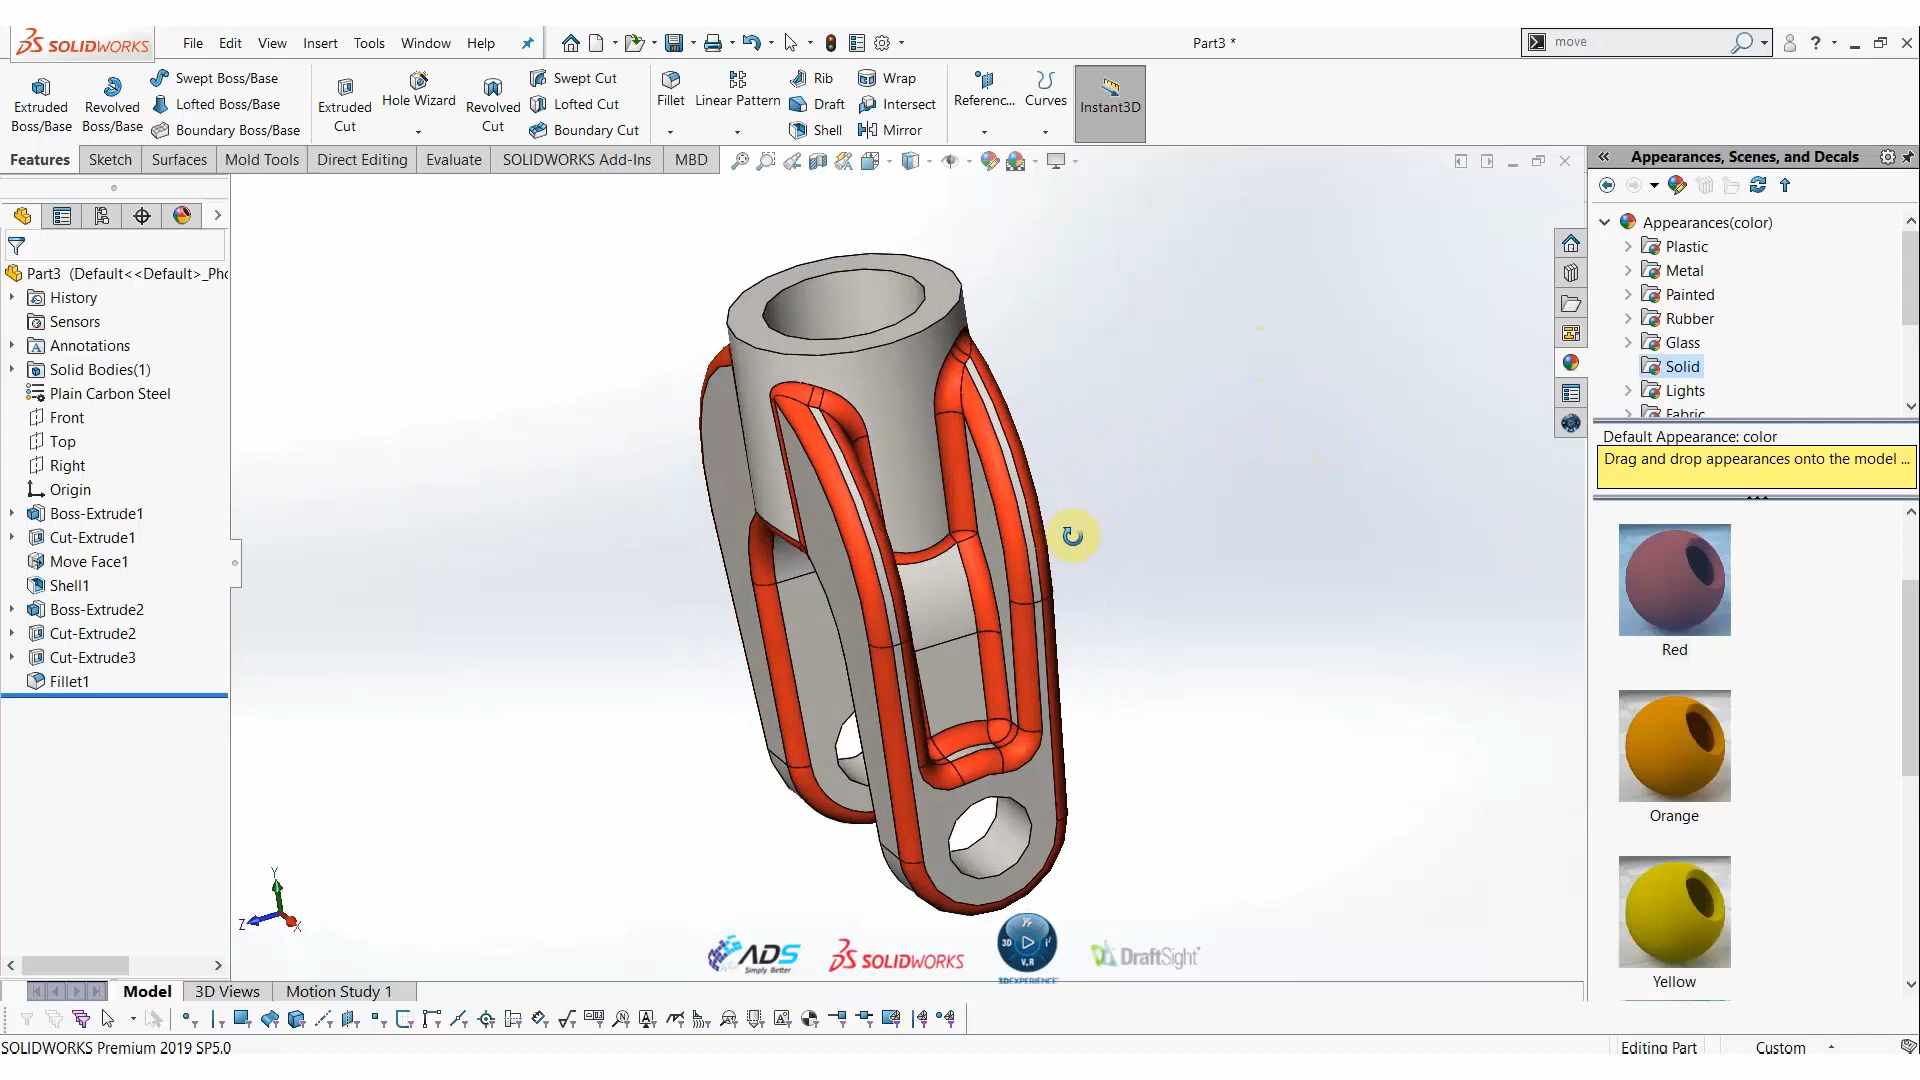 SOLIDWORKS File Edit View Insert Tools Window Help Part3 * move ?
Extruded Boss/Base
Revolved Boss/Base
Swept Boss/Base
Lofted Boss/Base
Boundary Boss/Base
Extruded Cut
Hole Wizard
Revolved Cut
Swept Cut
Lofted Cut
Boundary Cut
Fillet
Linear Pattern
Rib
Draft
Shell
Wrap
Intersect
Mirror
Referenc...
Curves
Instant3D
Features Sketch Surfaces Mold Tools Direct Editing Evaluate SOLIDWORKS Add-Ins MBD
Part3 (Default<<Default>_Pho
History
Sensors
Annotations
Solid Bodies(1)
Plain Carbon Steel
Front
Top
Right
Origin
Boss-Extrude1
Cut-Extrude1
Move Face1
Shell1
Boss-Extrude2
Cut-Extrude2
Cut-Extrude3
Fillet1
Y
Z
X
ADS
Simply Better
SOLIDWORKS
3D
V.R
3DEXPERIENCE
DraftSight
Appearances, Scenes, and Decals
Appearances(color)
Plastic
Metal
Painted
Rubber
Glass
Solid
Lights
Fabric
Default Appearance: color
Drag and drop appearances onto the model ...
Red
Orange
Yellow
Model 3D Views Motion Study 1
SOLIDWORKS Premium 2019 SP5.0 Editing Part Custom